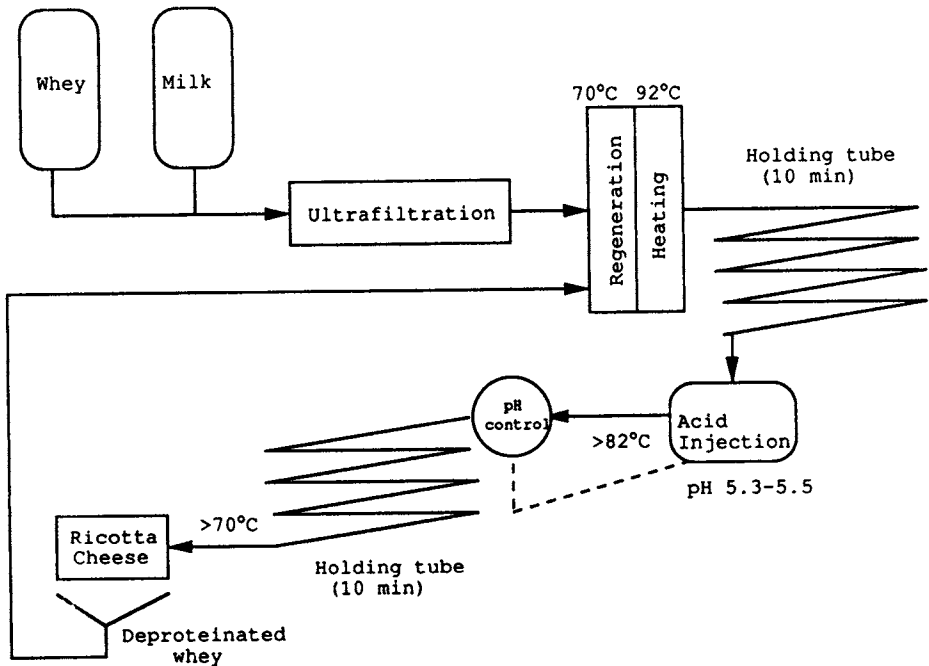 Whey
Milk
70°C 92°C
Ultrafiltration
Regeneration
Heating
Holding tube
(10 min)
pH
control
>82°C
Acid
Injection
pH 5.3-5.5
>70°C
Ricotta
Cheese
Holding tube
(10 min)
Deproteinated
whey